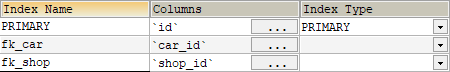 Index Name Columns Index Type
PRIMARY `id` ... PRIMARY
fk_car `car_id` ...
fk_shop `shop_id` ...